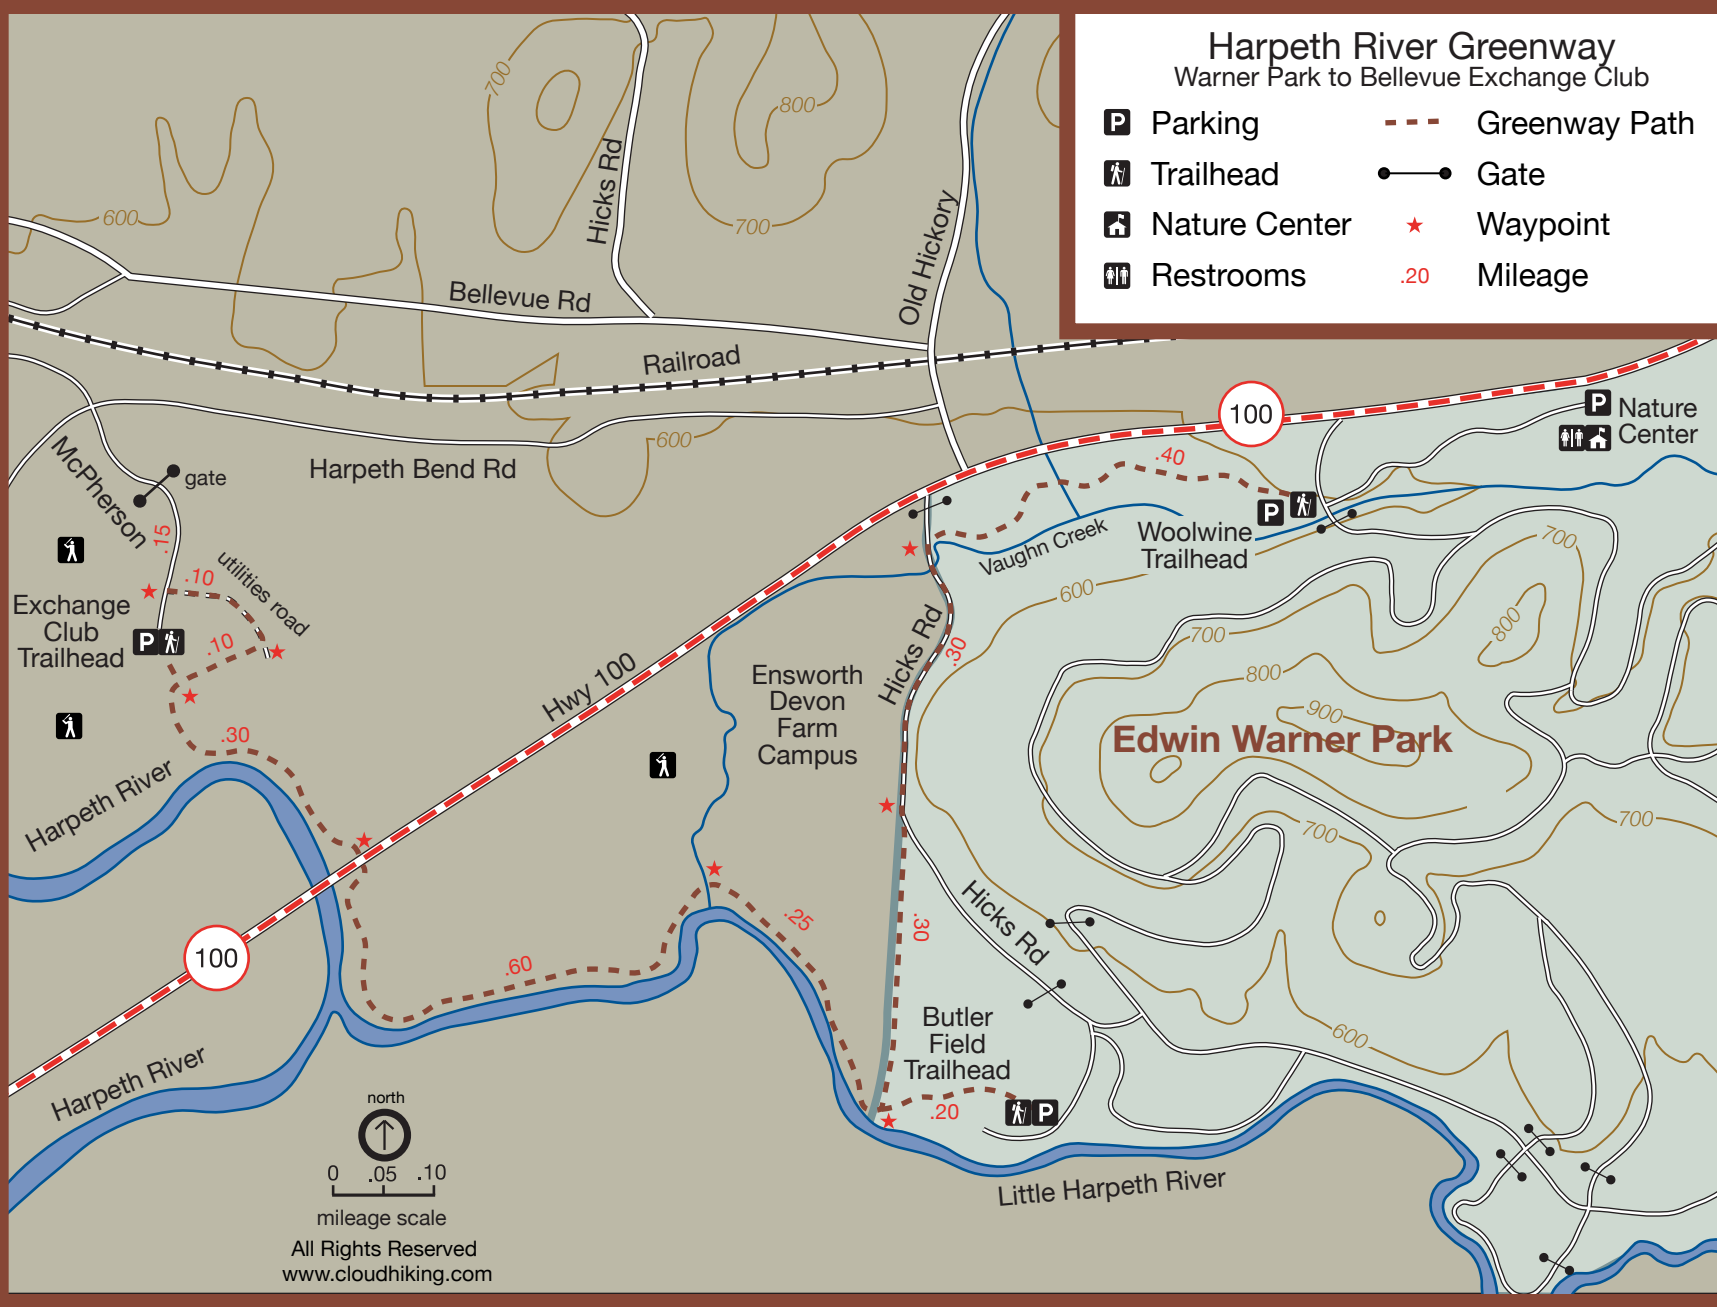 Harpeth River Greenway
Warner Park to Bellevue Exchange Club
P Parking
Greenway Path
Trailhead
Gate
Nature Center
Waypoint
Restrooms
.20 Mileage
700
800
600
700
Hicks Rd
Old Hickory
Bellevue Rd
Railroad
100
P Nature
Center
600
Harpeth Bend Rd
McPherson
gate
.15
.40
P
Woolwine
Trailhead
Vaughn Creek
700
600
.10
utilities road
Exchange
Club
Trailhead
P
.10
Hicks Rd
.30
700
800
800
900
Edwin Warner Park
Hwy 100
Ensworth
Devon
Farm
Campus
.30
Harpeth River
700
700
.25
.30
Hicks Rd
100
.60
Butler
Field
Trailhead
600
.20
P
Harpeth River
north
0 .05 .10
mileage scale
All Rights Reserved
www.cloudhiking.com
Little Harpeth River